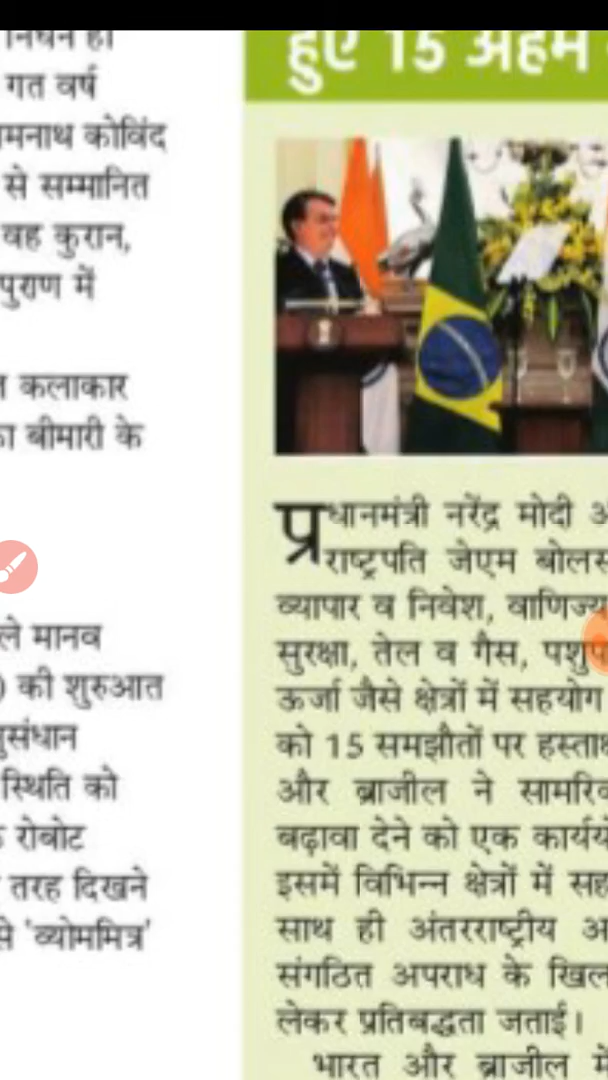 निधन हो
गत वर्ष
मनाथ कोविंद
से सम्मानित
वह कुरान,
पुराण में
कलाकार
बीमारी के
ले मानव
) की शुरुआत
स्थिति को
रोबोट
तरह दिखने
से 'व्योममित्र'
हुए 15 अहम
प्रधानमंत्री नरेंद्र मोदी
राष्ट्रपति जेएम बोलस
व्यापार व निवेश, वाणिज्य
सुरक्षा, तेल व गैस, पशुप
ऊर्जा जैसे क्षेत्रों में सहयोग
को 15 समझौतों पर हस्ता
और ब्राजील ने सामरि
बढ़ावा देने को एक कार्य
इसमें विभिन्न क्षेत्रों में सह
साथ ही अंतरराष्ट्रीय अ
संगठित अपराध के खिल
लेकर प्रतिबद्धता जताई।
भारत और ब्राजील में